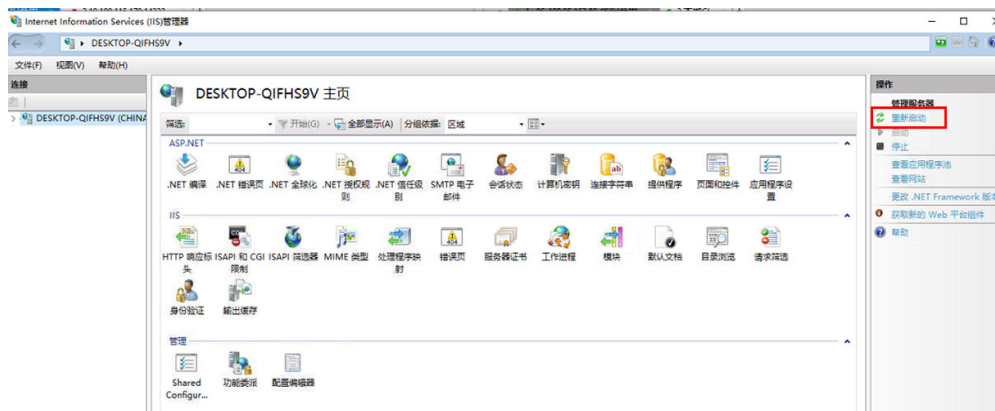 Internet Information Services (IIS)管理器
DESKTOP-QIFHS9V
文件(F) 视图(V) 帮助(H)
连接
DESKTOP-QIFHS9V (CHINA
DESKTOP-QIFHS9V 主页
筛选: 开始(G) 全部显示(A) 分组依据: 区域
ASP.NET
.NET 编译 .NET 错误页 .NET 全球化 .NET 授权规则 .NET 信任级别 SMTP 电子邮件 会话状态 计算机密钥 连接字符串 提供程序 页面和控件 应用程序设置
IIS
HTTP 响应标头 ISAPI 和 CGI 限制 ISAPI 筛选器 MIME 类型 处理程序映射 错误页 服务器证书 工作进程 模块 默认文档 目录浏览 请求筛选
身份验证 输出缓存
管理
Shared Configur... 功能委派 配置编辑器
操作
管理服务器
重新启动
启动
停止
查看应用程序池
查看网站
更改 .NET Framework 版本
获取新的 Web 平台组件
帮助